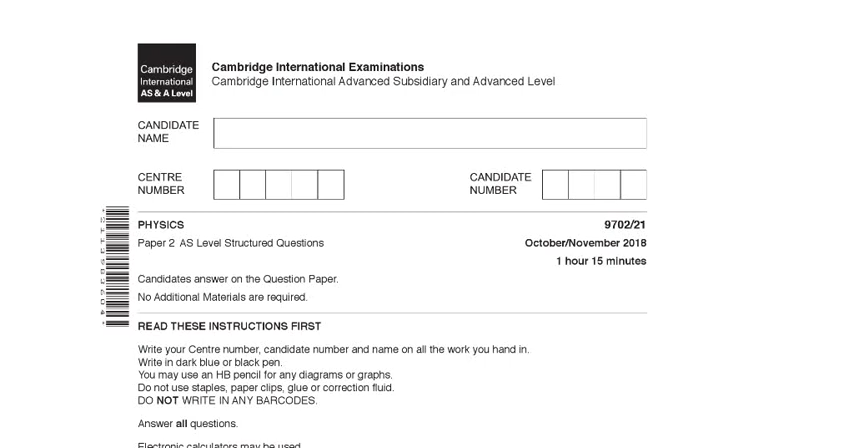 Cambridge
International
AS & A Level
Cambridge International Examinations
Cambridge International Advanced Subsidiary and Advanced Level
CANDIDATE
NAME
CENTRE
NUMBER
CANDIDATE
NUMBER
PHYSICS
9702/21
Paper 2 AS Level Structured Questions
October/November 2018
1 hour 15 minutes
Candidates answer on the Question Paper.
No Additional Materials are required.
READ THESE INSTRUCTIONS FIRST
Write your Centre number, candidate number and name on all the work you hand in.
Write in dark blue or black pen.
You may use an HB pencil for any diagrams or graphs.
Do not use staples, paper clips, glue or correction fluid.
DO NOT WRITE IN ANY BARCODES.
Answer all questions.
Electronic calculators may be used.